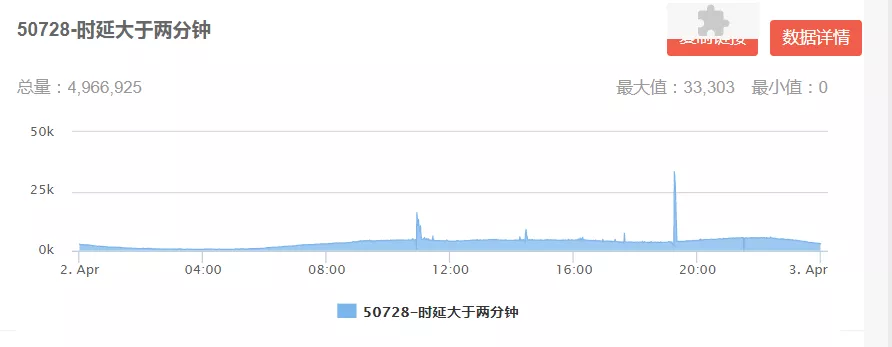 50728-时延大于两分钟
数据详情
总量：4,966,925
最大值：33,303 最小值：0
50k
25k
0k
2. Apr 04:00 08:00 12:00 16:00 20:00 3. Apr
50728-时延大于两分钟